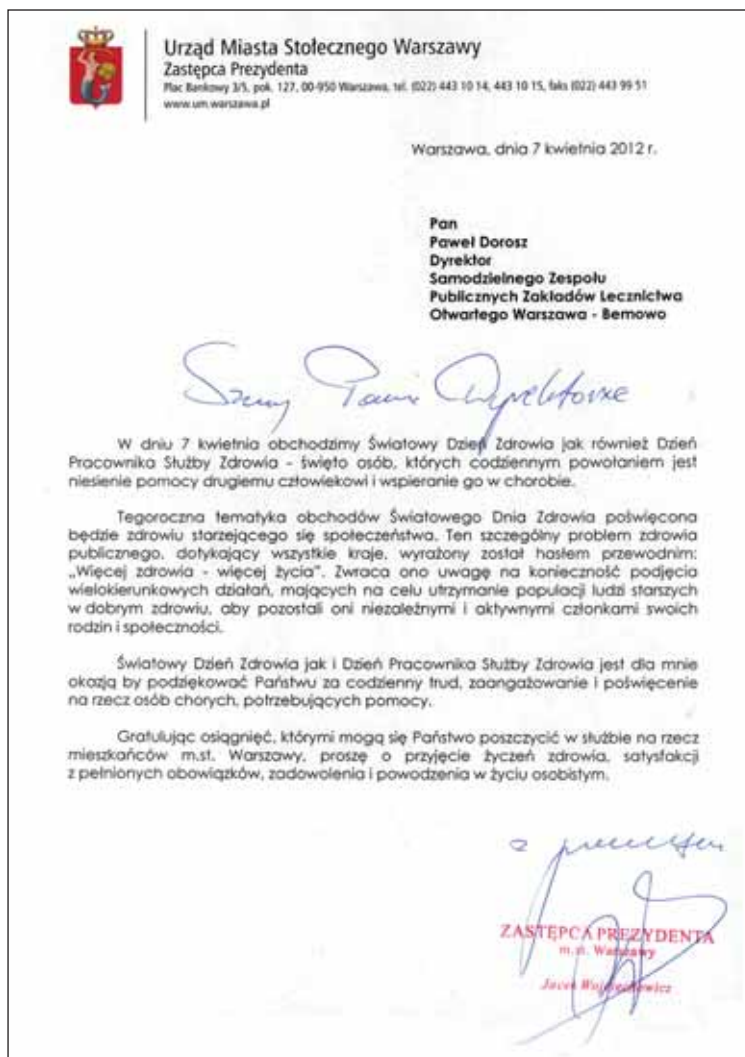 Urząd Miasta Stołecznego Warszawy
Zastępca Prezydenta
Plac Bankowy 3/5, pok. 127, 00-950 Warszawa, tel. (022) 443 10 14, 443 10 15, faks (022) 443 99 51
www.um.warszawa.pl
Warszawa, dnia 7 kwietnia 2012 r.
Pan
Paweł Dorosz
Dyrektor
Samodzielnego Zespołu
Publicznych Zakładów Lecznictwa
Otwartego Warszawa - Bemowo
Panie Dyrektorze
W dniu 7 kwietnia obchodzimy Światowy Dzień Zdrowia jak również Dzień
Pracownika Służby Zdrowia - święto osób, których codziennym powołaniem jest
niesienie pomocy drugiemu człowiekowi i wspieranie go w chorobie.
Tegoroczna tematyka obchodów Światowego Dnia Zdrowia poświęcona
będzie zdrowiu starzejącego się społeczeństwa. Ten szczególny problem zdrowia
publicznego, dotykający wszystkie kraje, wyrażony został hasłem przewodnim:
„Więcej zdrowia - więcej życia". Zwraca ono uwagę na konieczność podjęcia
wielokierunkowych działań, mających na celu utrzymanie populacji ludzi starszych
w dobrym zdrowiu, aby pozostali oni niezależnymi i aktywnymi członkami swoich
rodzin i społeczności.
Światowy Dzień Zdrowia jak i Dzień Pracownika Służby Zdrowia jest dla mnie
okazją by podziękować Państwu za codzienny trud, zaangażowanie i poświęcenie
na rzecz osób chorych, potrzebujących pomocy.
Gratulując osiągnięć, którymi mogą się Państwo poszczycić w służbie na rzecz
mieszkańców m.st. Warszawy, proszę o przyjęcie życzeń zdrowia, satysfakcji
z pełnionych obowiązków, zadowolenia i powodzenia w życiu osobistym.
z
ZASTĘPCA PREZYDENTA
m.st. Warszawy
Jacek Wojciechowicz